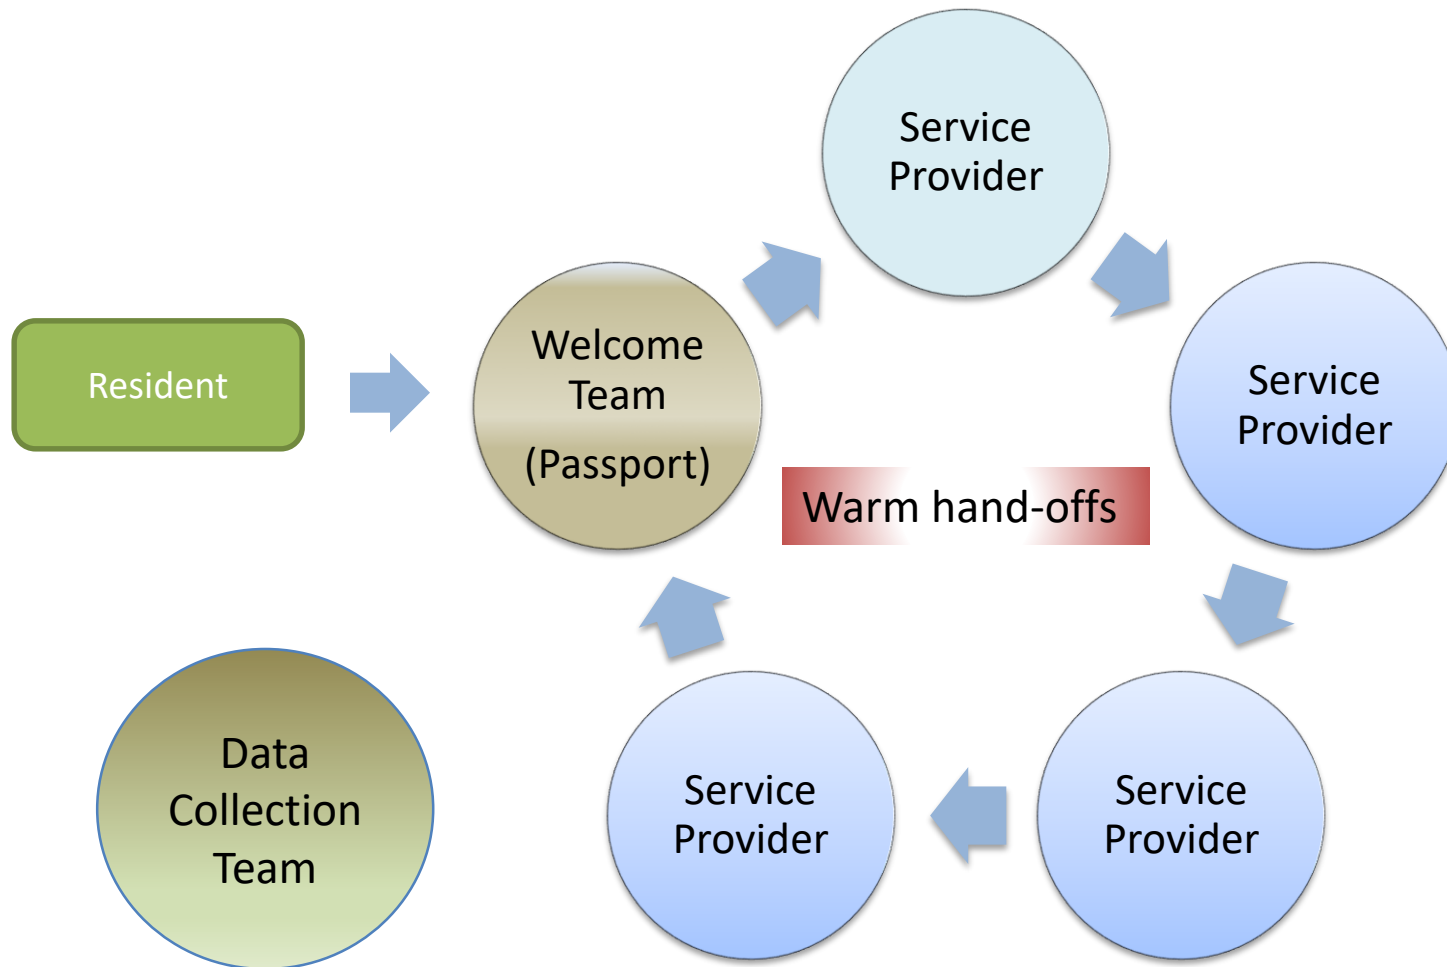 Service
Provider
Resident
Welcome
Team
(Passport)
Service
Provider
Warm hand-offs
Data
Collection
Team
Service
Provider
Service
Provider